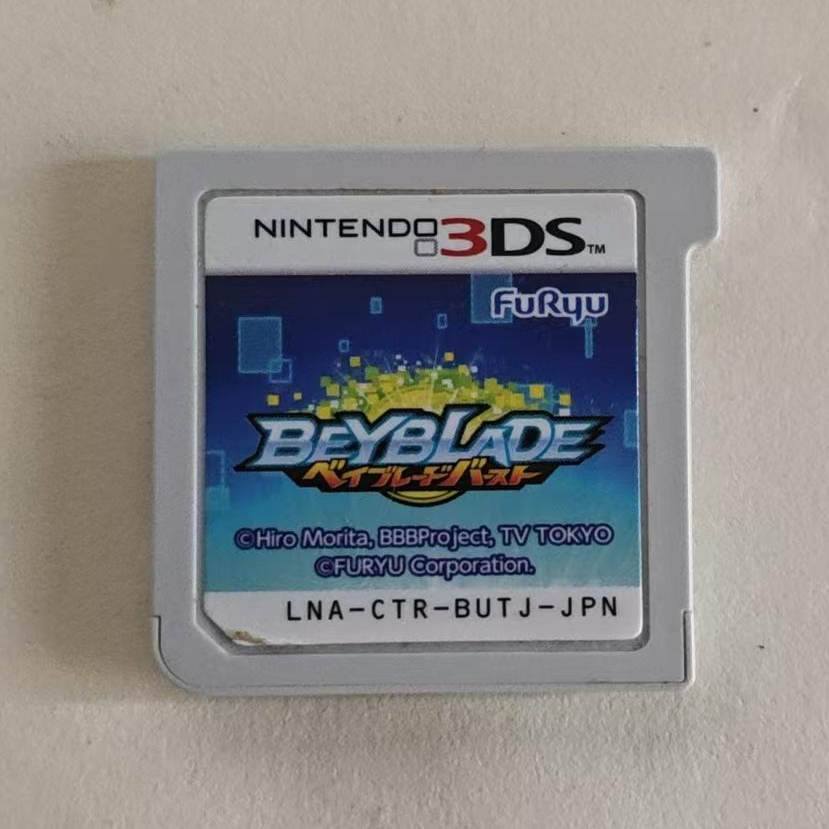 NINTENDO 3DS™
FuRyu
BEYBLADE
ベイブレードバースト
©Hiro Morita, BBBProject, TV TOKYO
©FURYU Corporation.
LNA-CTR-BUTJ-JPN